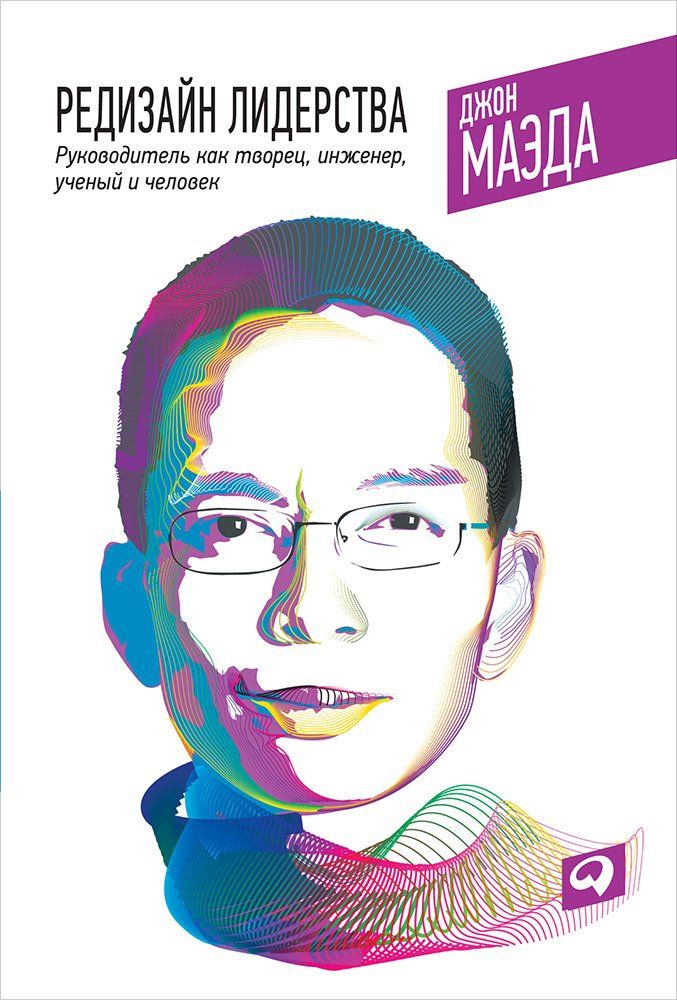 РЕДИЗАЙН ЛИДЕРСТВА
Руководитель как творец, инженер,
ученый и человек
ДЖОН
МАЭДА